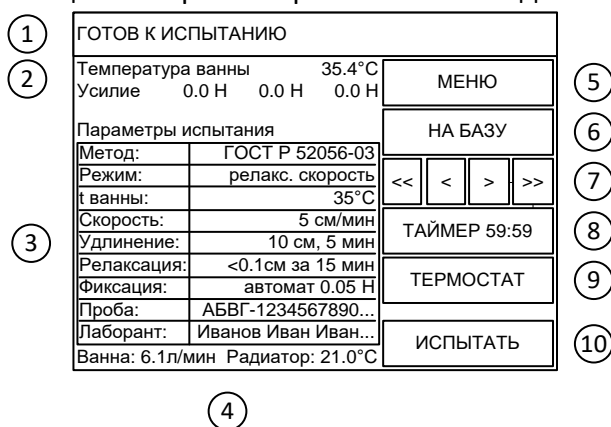 1
ГОТОВ К ИСПЫТАНИЮ
2
Температура ванны 35.4°С
Усилие 0.0 Н 0.0 Н 0.0 Н
Параметры испытания
3
Метод: ГОСТ Р 52056-03
Режим: релакс. скорость
t ванны: 35°С
Скорость: 5 см/мин
Удлинение: 10 см, 5 мин
Релаксация: <0.1см за 15 мин
Фиксация: автомат 0.05 Н
Проба: АБВГ-1234567890...
Лаборант: Иванов Иван Иван...
Ванна: 6.1л/мин Радиатор: 21.0°С
4
МЕНЮ 5
НА БАЗУ 6
<< < > >> 7
ТАЙМЕР 59:59 8
ТЕРМОСТАТ 9
ИСПЫТАТЬ 10